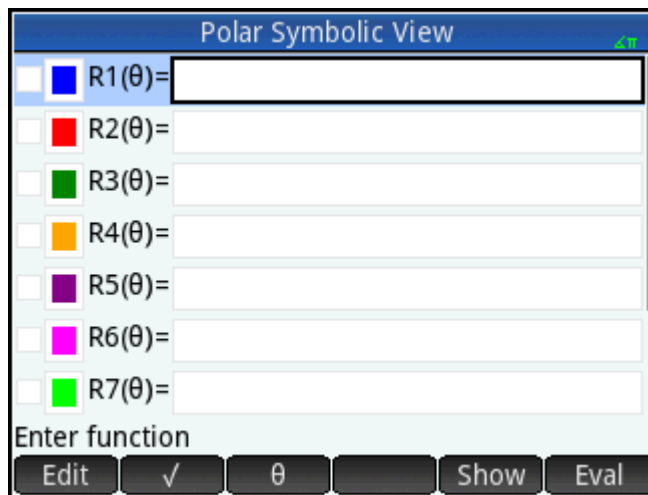 Polar Symbolic View
∡π
R1(θ)=
R2(θ)=
R3(θ)=
R4(θ)=
R5(θ)=
R6(θ)=
R7(θ)=
Enter function
Edit √ θ Show Eval